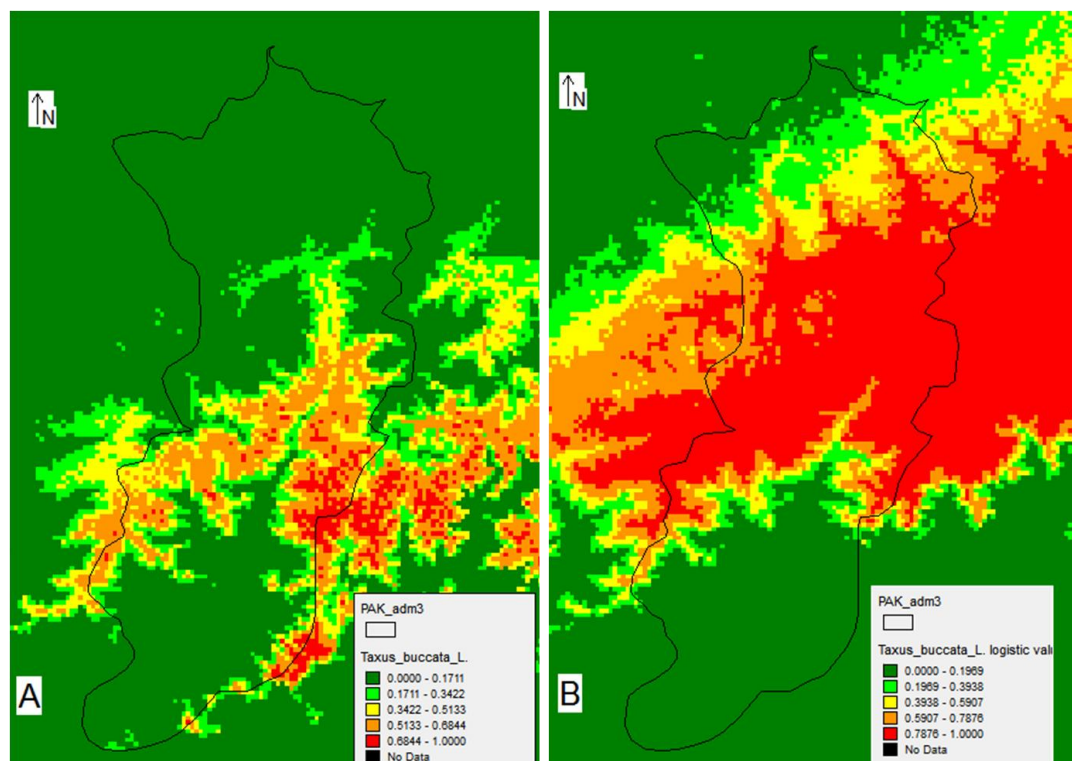 N
A
PAK_adm3
Taxus_buccata_L.
0.0000 - 0.1711
0.1711 - 0.3422
0.3422 - 0.5133
0.5133 - 0.6844
0.6844 - 1.0000
No Data
N
B
PAK_adm3
Taxus_buccata_L. logistic valu
0.0000 - 0.1969
0.1969 - 0.3938
0.3938 - 0.5907
0.5907 - 0.7876
0.7876 - 1.0000
No Data